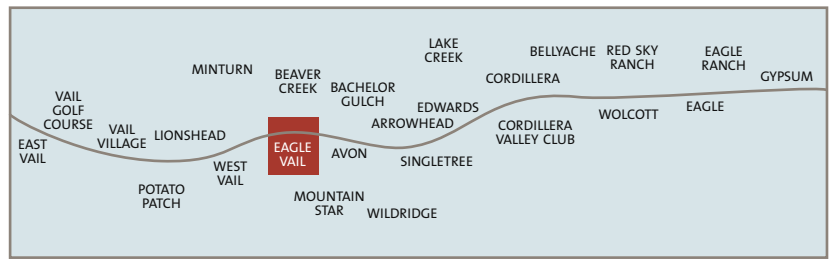 LAKE
CREEK
BELLYACHE
RED SKY
RANCH
EAGLE
RANCH
MINTURN
BEAVER
CREEK
BACHELOR
GULCH
CORDILLERA
GYPSUM
VAIL
GOLF
COURSE
EDWARDS
EAGLE
WOLCOTT
ARROWHEAD
CORDILLERA
VALLEY CLUB
VAIL
VILLAGE
LIONSHEAD
EAST
VAIL
EAGLE
VAIL
AVON
SINGLETREE
WEST
VAIL
POTATO
PATCH
MOUNTAIN
STAR
WILDRIDGE